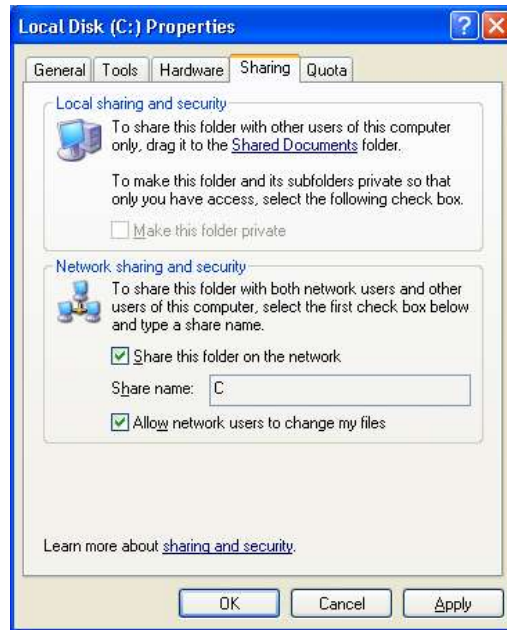 Local Disk (C:) Properties
General Tools Hardware Sharing Quota
Local sharing and security
To share this folder with other users of this computer
only, drag it to the Shared Documents folder.
To make this folder and its subfolders private so that
only you have access, select the following check box.
Make this folder private
Network sharing and security
To share this folder with both network users and other
users of this computer, select the first check box below
and type a share name.
Share this folder on the network
Share name: C
Allow network users to change my files
Learn more about sharing and security.
OK Cancel Apply